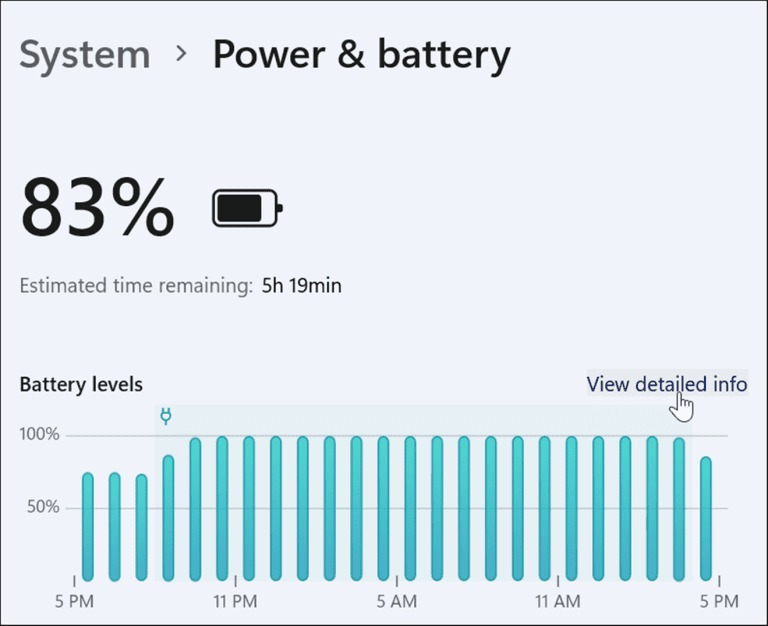 System > Power & battery
83%
Estimated time remaining: 5h 19min
Battery levels View detailed info
100%
50%
5 PM 11 PM 5 AM 11 AM 5 PM